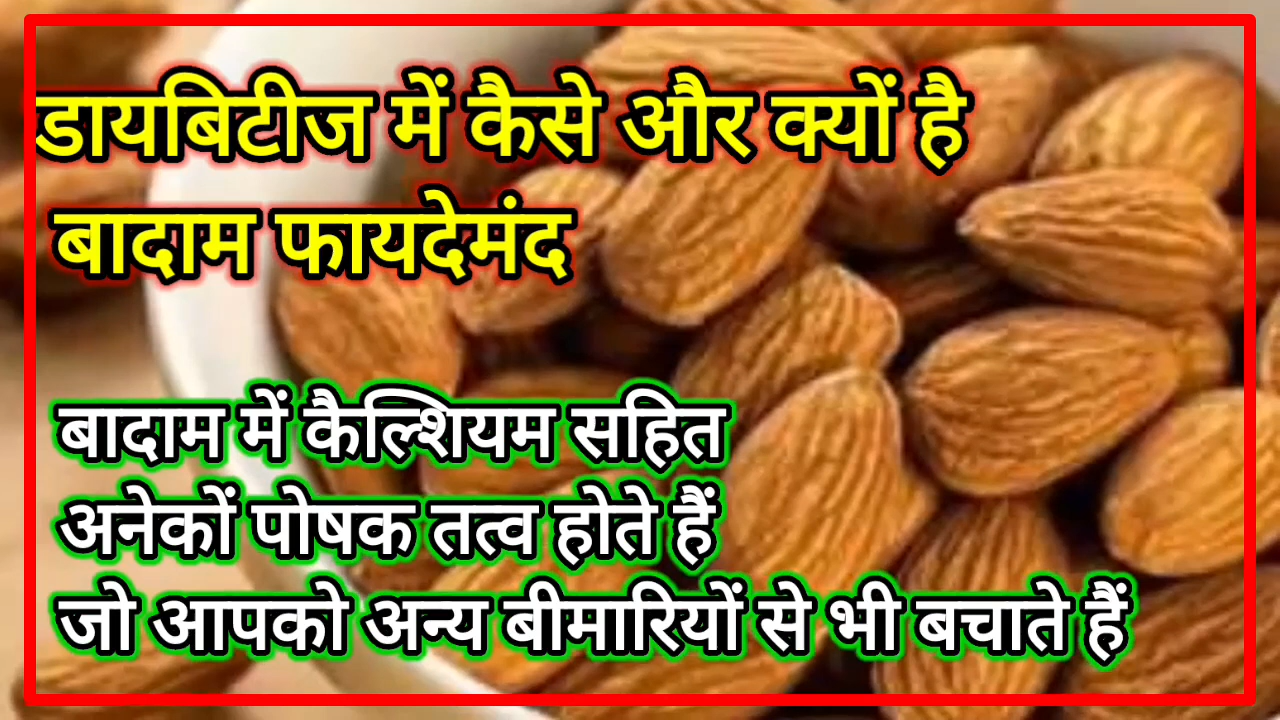 डायबिटीज में कैसे और क्यों है
बादाम फायदेमंद
बादाम में कैल्शियम सहित
अनेकों पोषक तत्व होते हैं
जो आपको अन्य बीमारियों से भी बचाते हैं